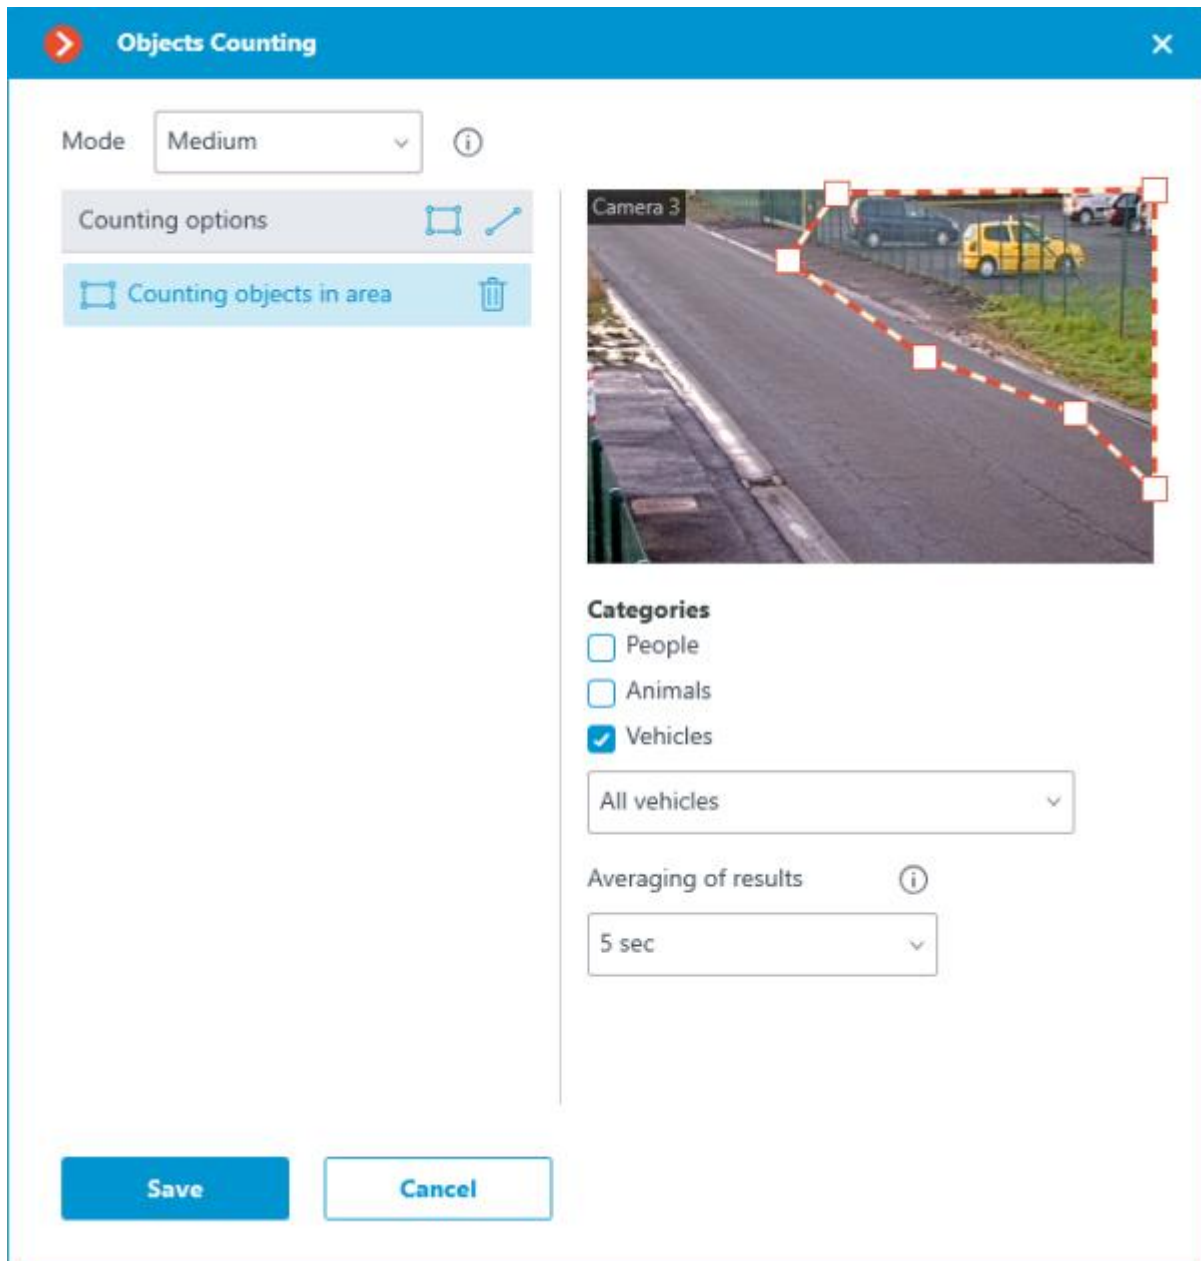 Objects Counting
Mode
Medium
Counting options
Counting objects in area
Camera 3
Categories
People
Animals
Vehicles
All vehicles
Averaging of results
5 sec
Save
Cancel